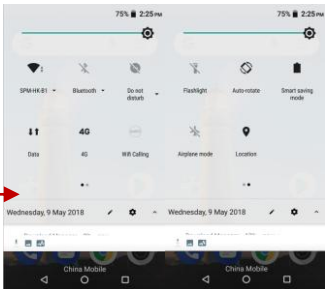 75% 2:25 PM
SPM-HK-B1
Bluetooth
Do not disturb
Data
4G
4G
Wifi Calling
Wednesday, 9 May 2018
China Mobile
75% 2:25 PM
Flashlight
Auto-rotate
Smart saving mode
Airplane mode
Location
Wednesday, 9 May 2018
China Mobile